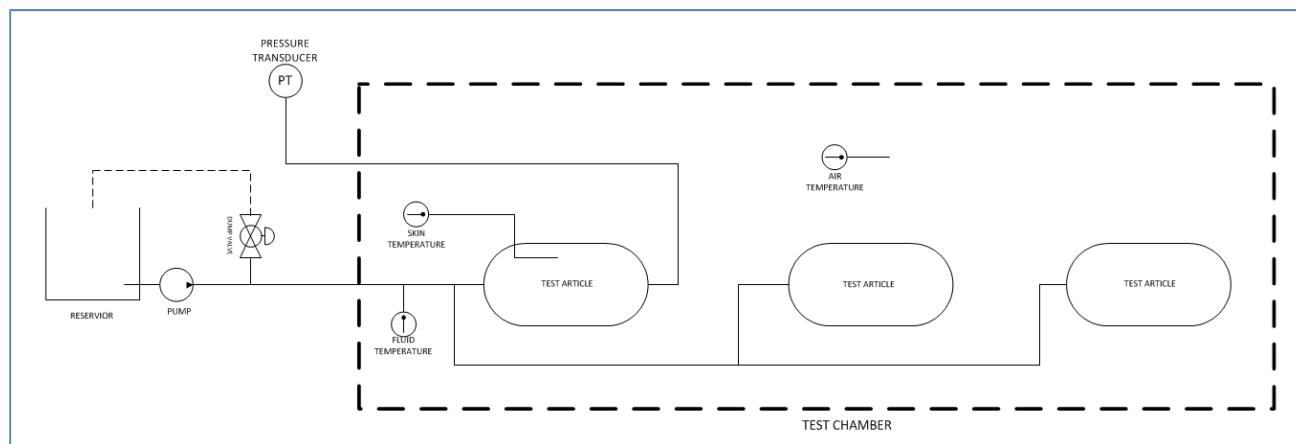 PRESSURE
TRANSDUCER
PT
AIR
TEMPERATURE
SKIN
TEMPERATURE
DUMP VALVE
TEST ARTICLE
TEST ARTICLE
TEST ARTICLE
RESERVIOR
PUMP
FLUID
TEMPERATURE
TEST CHAMBER